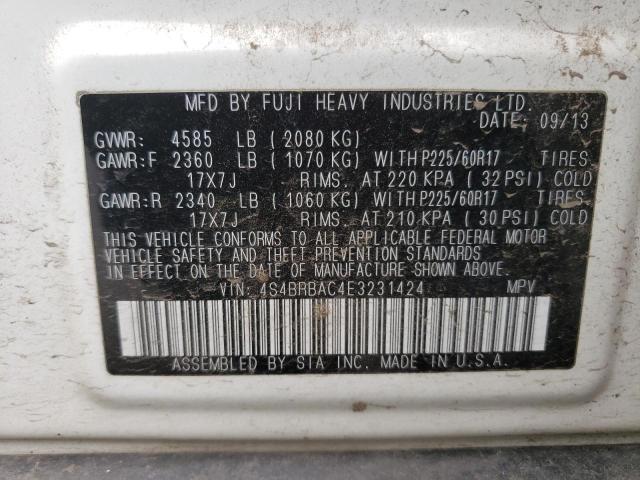 MFD BY FUJI HEAVY INDUSTRIES LTD.
DATE: 09/13
GVWR: 4585 LB (2080 KG)
GAWR:F 2360 LB (1070 KG) WITH P225/60R17 TIRES
17X7J RIMS. AT 220 KPA (32 PSI) COLD
GAWR:R 2340 LB (1060 KG) WITH P225/60R17 TIRES
17X7J RIMS. AT 210 KPA (30 PSI) COLD
THIS VEHICLE CONFORMS TO ALL APPLICABLE FEDERAL MOTOR
VEHICLE SAFETY AND THEFT PREVENTION STANDARDS IN EFFECT
ON THE DATE OF MANUFACTURE SHOWN ABOVE.
VIN: 4S4BRBAC4E3231424 MPV
ASSEMBLED BY SIA INC. MADE IN U.S.A.